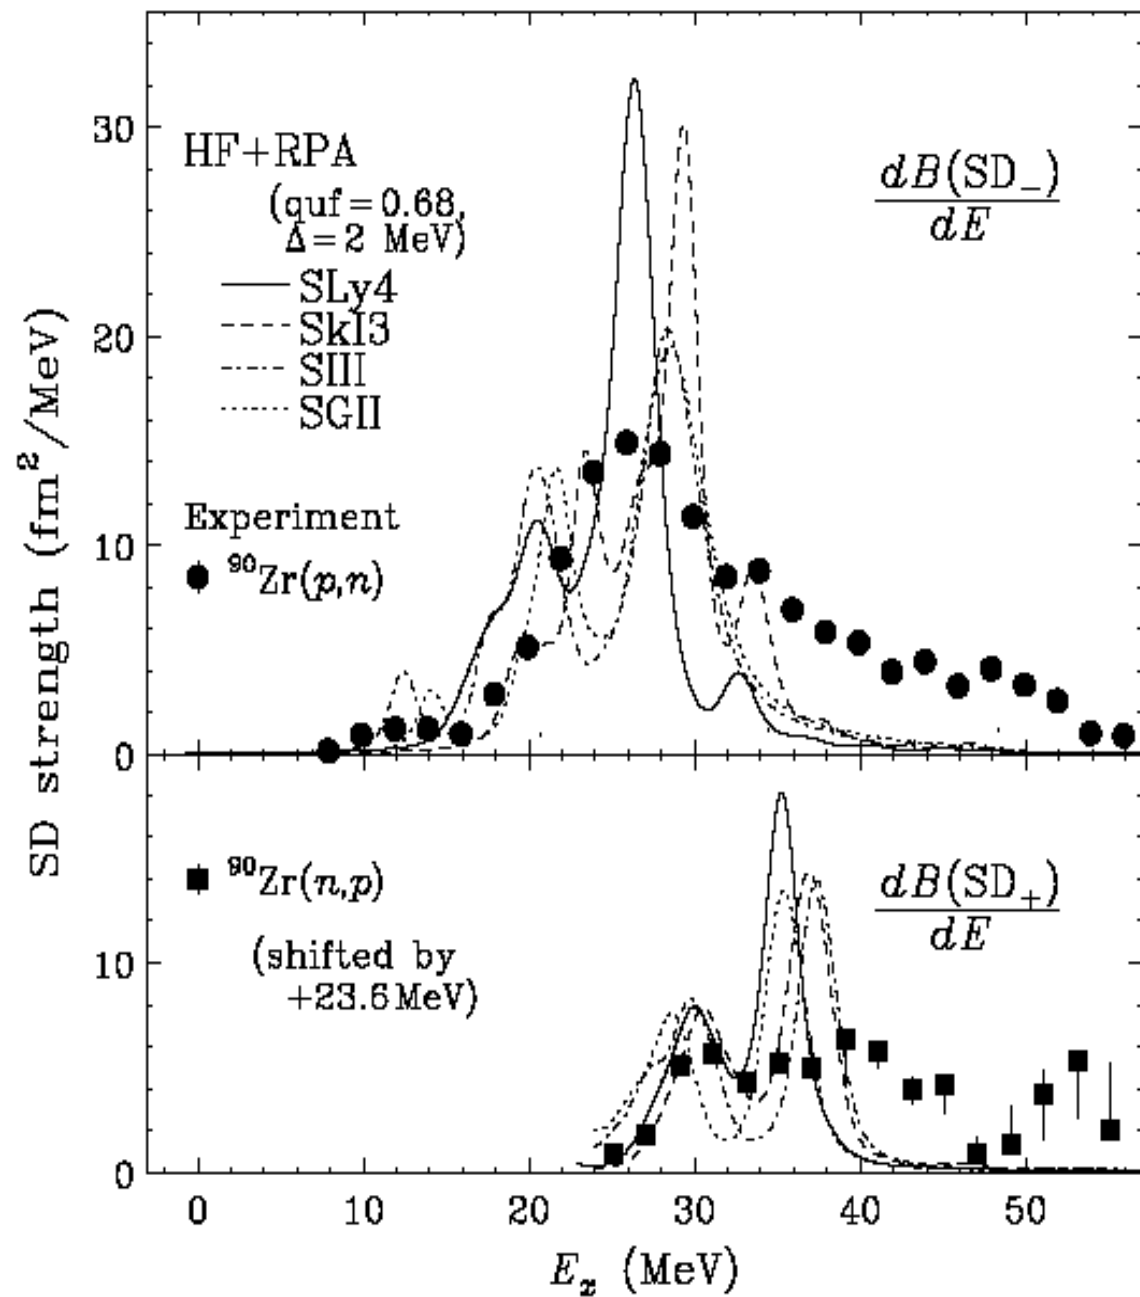 30
20
10
0
SD strength (fm²/MeV)
HF+RPA
(quf=0.68,
Δ=2 MeV)
SLy4
SkI3
SIII
SGII
Experiment
⁹⁰Zr(p,n)
dB(SD₋)
dE
10
0
⁹⁰Zr(n,p)
(shifted by
+23.6MeV)
dB(SD₊)
dE
0 10 20 30 40 50
Eₓ (MeV)